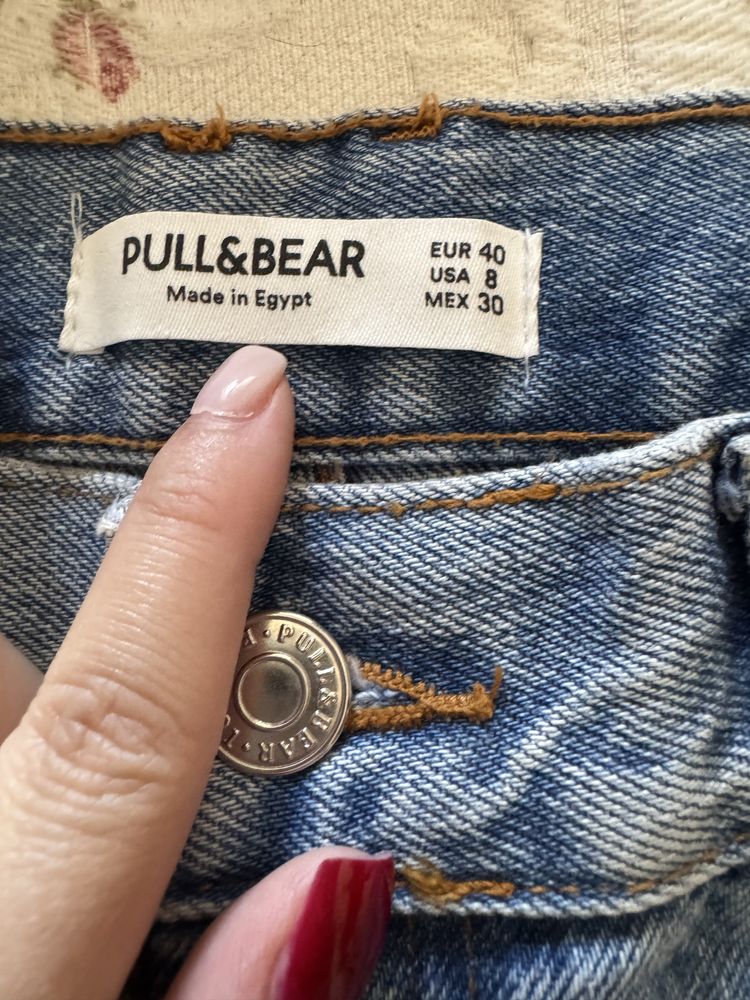 PULL&BEAR
Made in Egypt
EUR 40
USA 8
MEX 30
PULL&BEAR